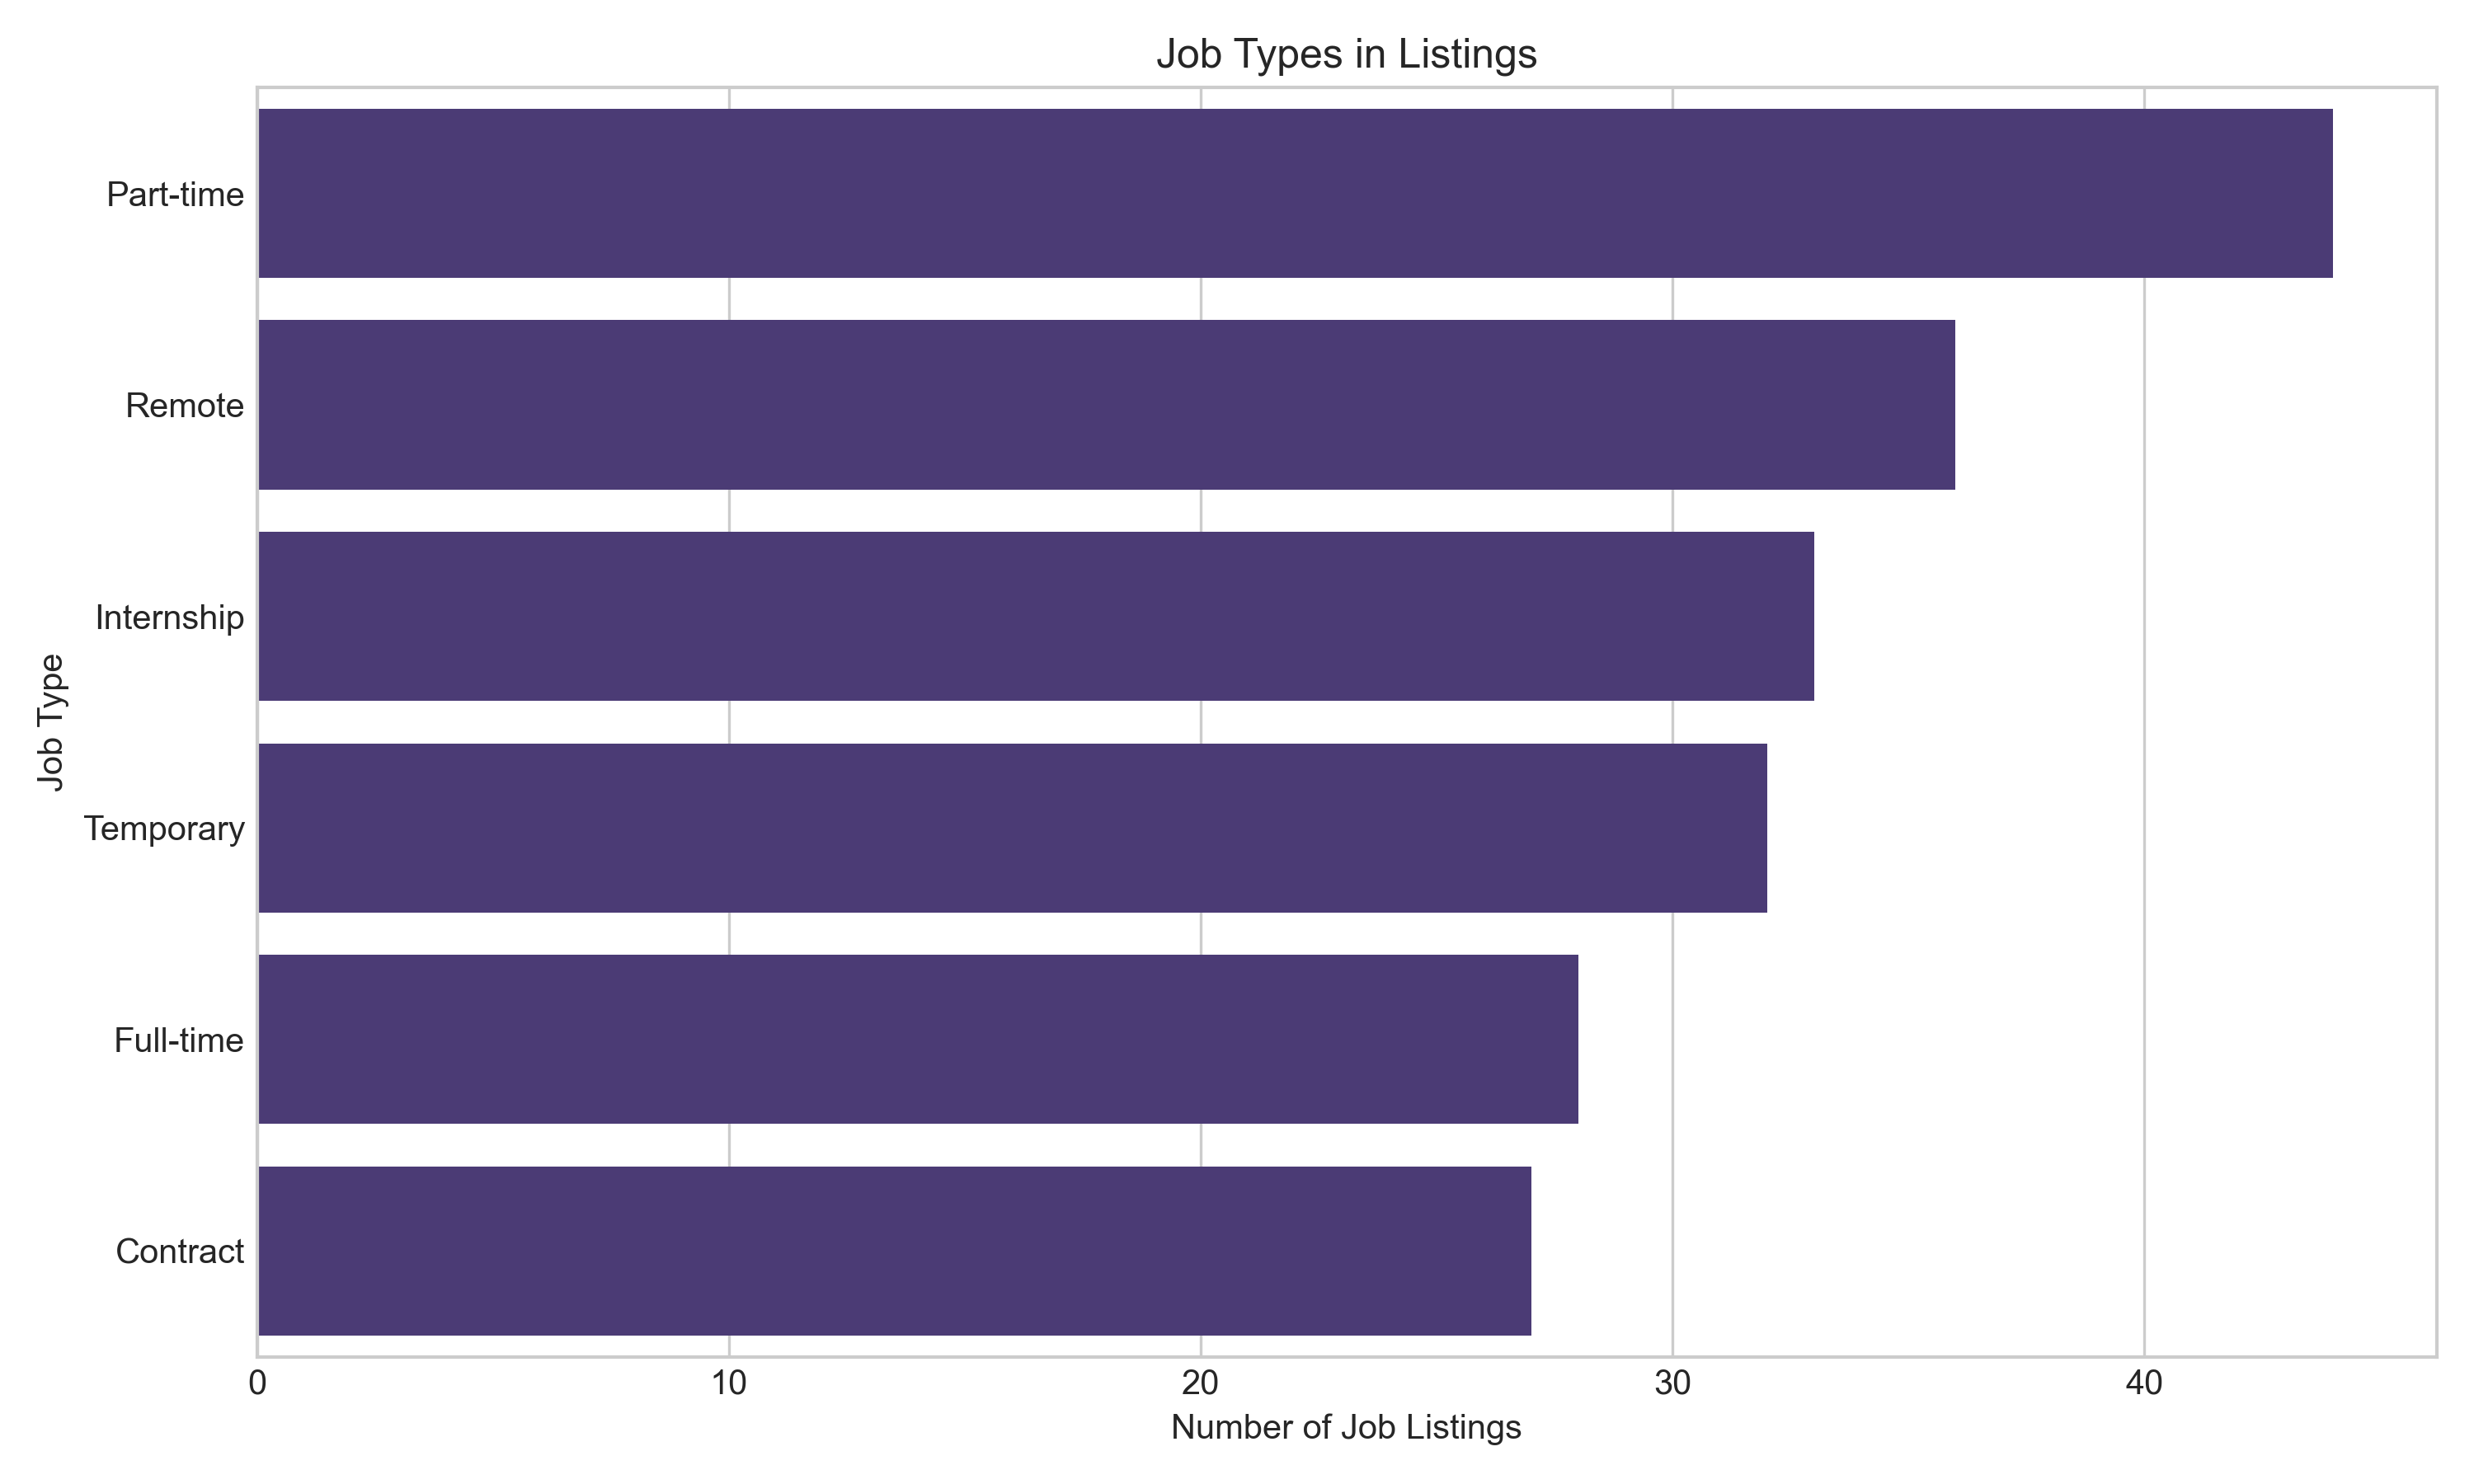 Job Types in Listings
Job Type
Part-time
Remote
Internship
Temporary
Full-time
Contract
0 10 20 30 40
Number of Job Listings